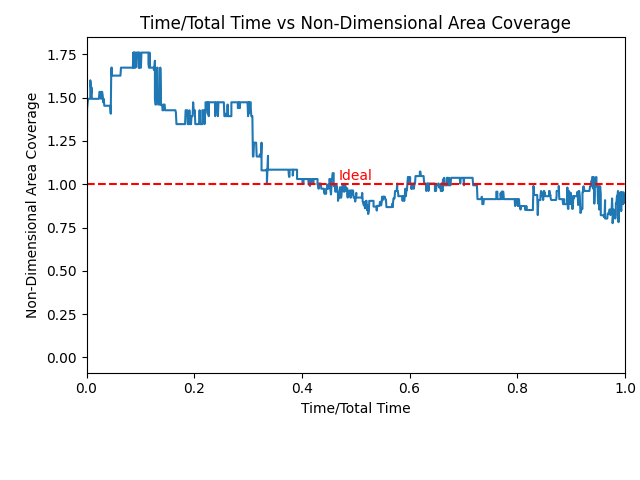 Time/Total Time vs Non-Dimensional Area Coverage
Non-Dimensional Area Coverage
1.75
1.50
1.25
1.00
0.75
0.50
0.25
0.00
Ideal
0.0 0.2 0.4 0.6 0.8 1.0
Time/Total Time